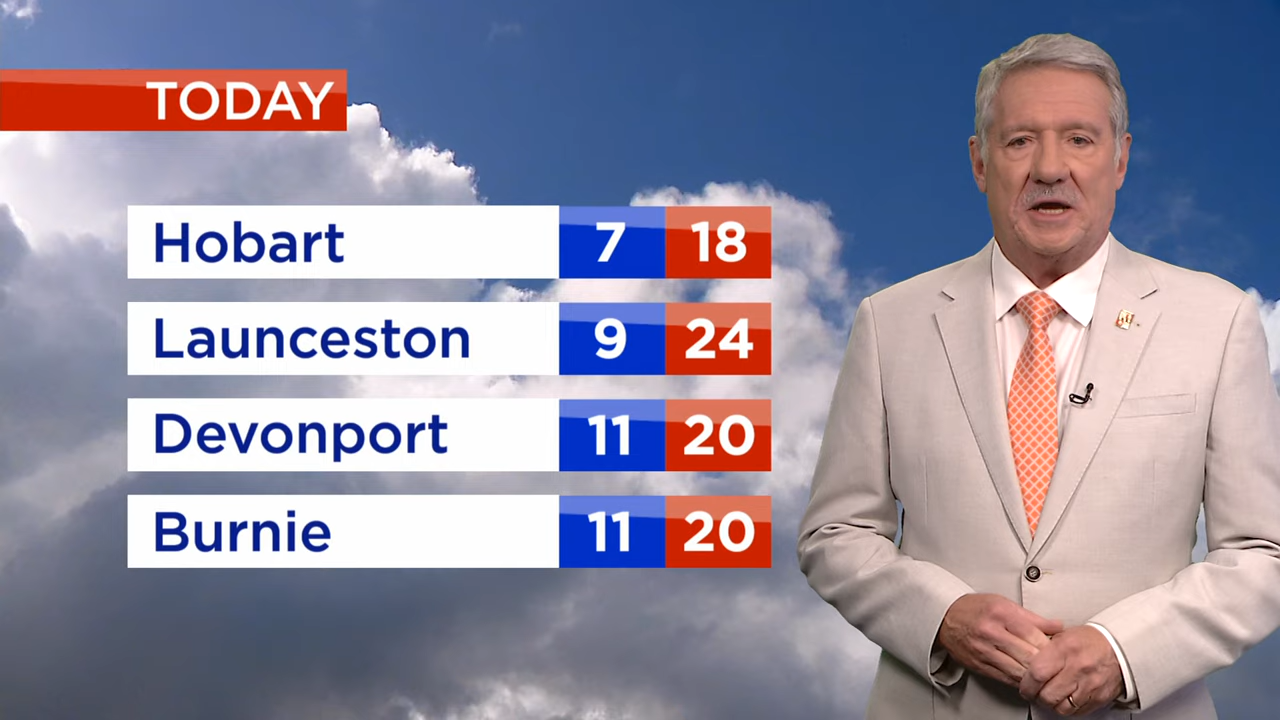 TODAY
Hobart 7 18
Launceston 9 24
Devonport 11 20
Burnie 11 20